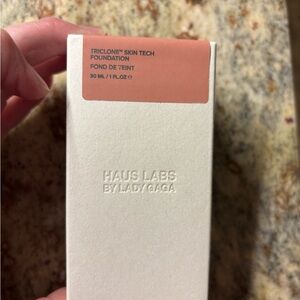 TRICLONE™ SKIN TECH
FOUNDATION
FOND DE TEINT
30 ML / 1 FL.OZ ℮
HAUS LABS
BY LADY GAGA